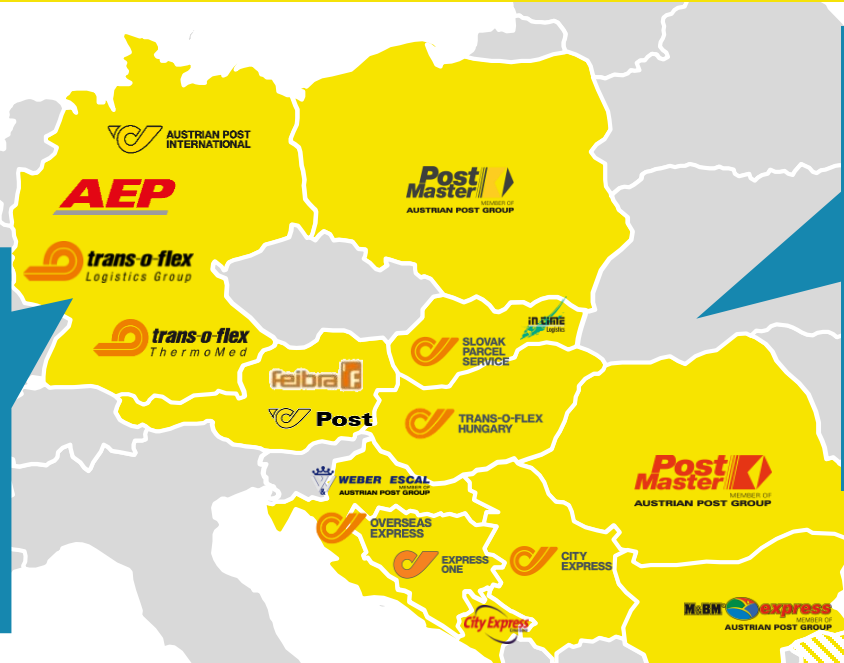 AUSTRIAN POST
INTERNATIONAL
AEP
trans-o-flex
Logistics Group
trans-o-flex
ThermoMed
Post
Master
MEMBER OF
AUSTRIAN POST GROUP
in time
Logistics
SLOVAK
PARCEL
SERVICE
feibra f
Post
TRANS-O-FLEX
HUNGARY
WEBER ESCAL
MEMBER OF
AUSTRIAN POST GROUP
OVERSEAS
EXPRESS
EXPRESS
ONE
CITY
EXPRESS
City Express
Post
Master
MEMBER OF
AUSTRIAN POST GROUP
M&BM express
MEMBER OF
AUSTRIAN POST GROUP